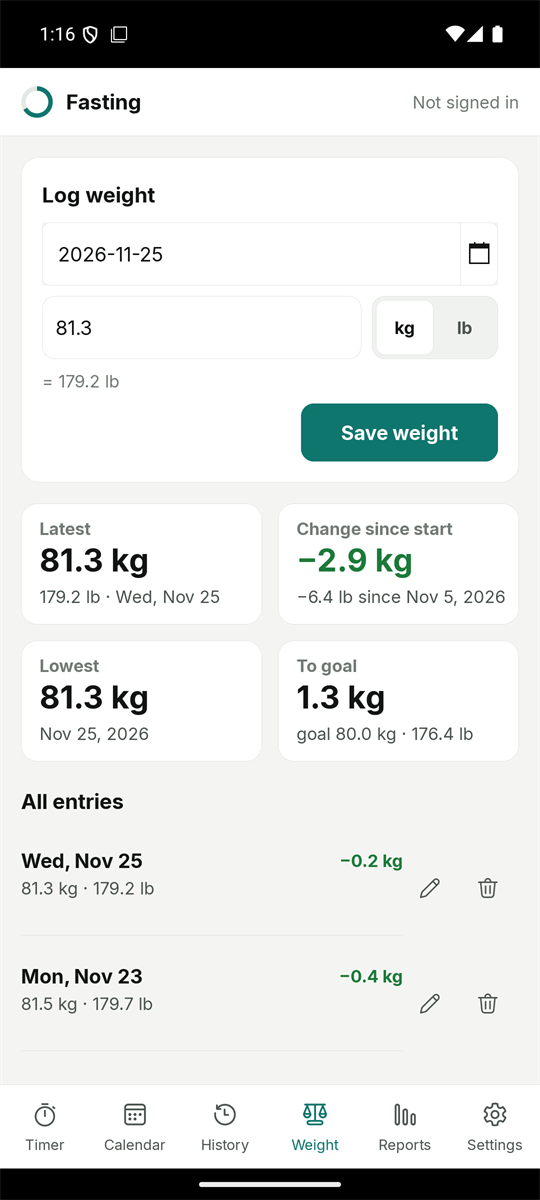 1:16
Fasting
Not signed in
Log weight
2026-11-25
81.3
kg
lb
= 179.2 lb
Save weight
Latest
81.3 kg
179.2 lb · Wed, Nov 25
Change since start
−2.9 kg
−6.4 lb since Nov 5, 2026
Lowest
81.3 kg
Nov 25, 2026
To goal
1.3 kg
goal 80.0 kg · 176.4 lb
All entries
Wed, Nov 25
−0.2 kg
81.3 kg · 179.2 lb
Mon, Nov 23
−0.4 kg
81.5 kg · 179.7 lb
Timer
Calendar
History
Weight
Reports
Settings